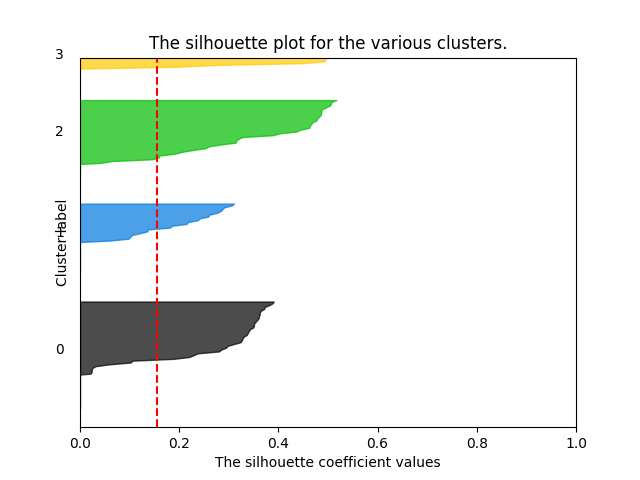 The silhouette plot for the various clusters.
3
2
1
0
Cluster label
0.0 0.2 0.4 0.6 0.8 1.0
The silhouette coefficient values